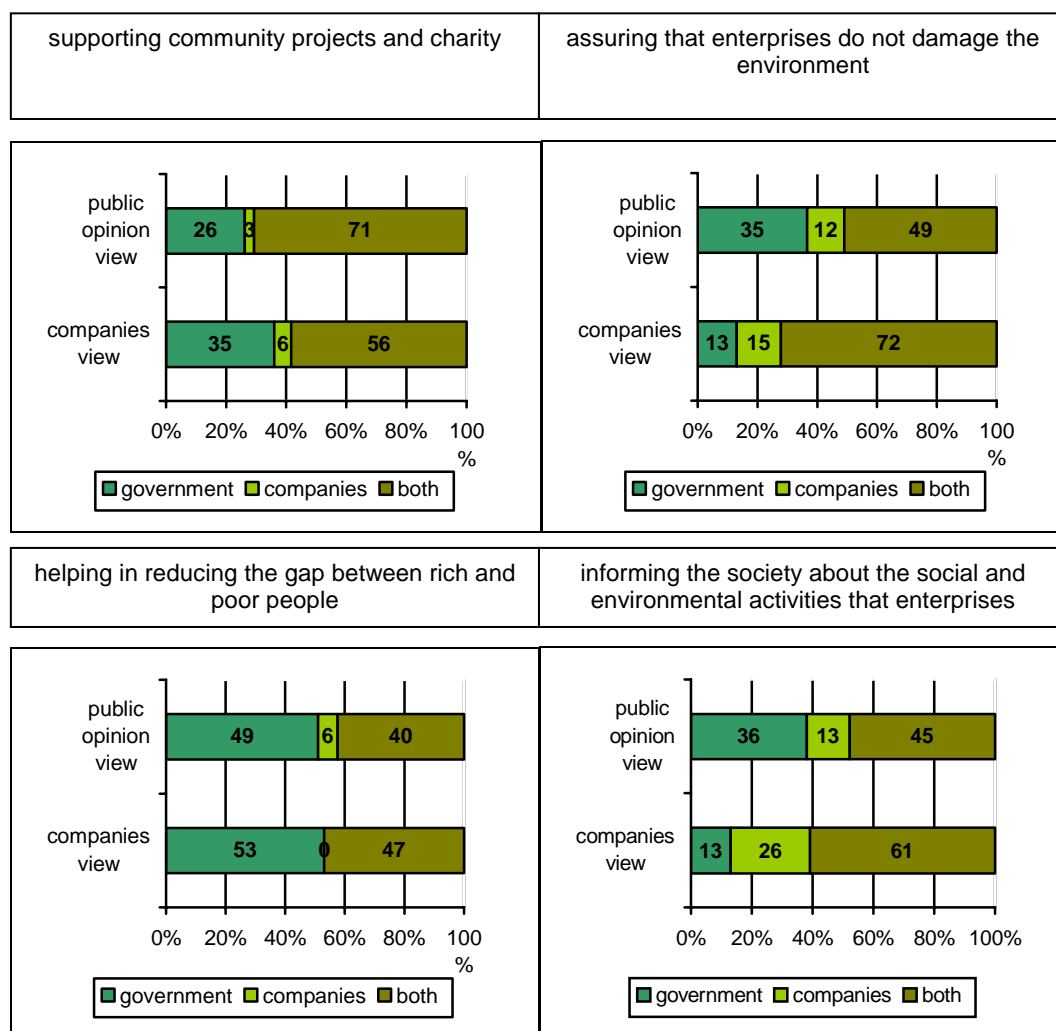 supporting community projects and charity
assuring that enterprises do not damage the
environment
public
opinion
view
26 3 71
companies
view
35 6 56
0% 20% 40% 60% 80% 100
%
government companies both
public
opinion
view
35 12 49
companies
view
13 15 72
0% 20% 40% 60% 80% 100
%
government companies both
helping in reducing the gap between rich and
poor people
informing the society about the social and
environmental activities that enterprises
public
opinion
view
49 6 40
companies
view
53 0 47
0% 20% 40% 60% 80% 100
%
government companies both
public
opinion
view
36 13 45
companies
view
13 26 61
0% 20% 40% 60% 80% 100%
government companies both